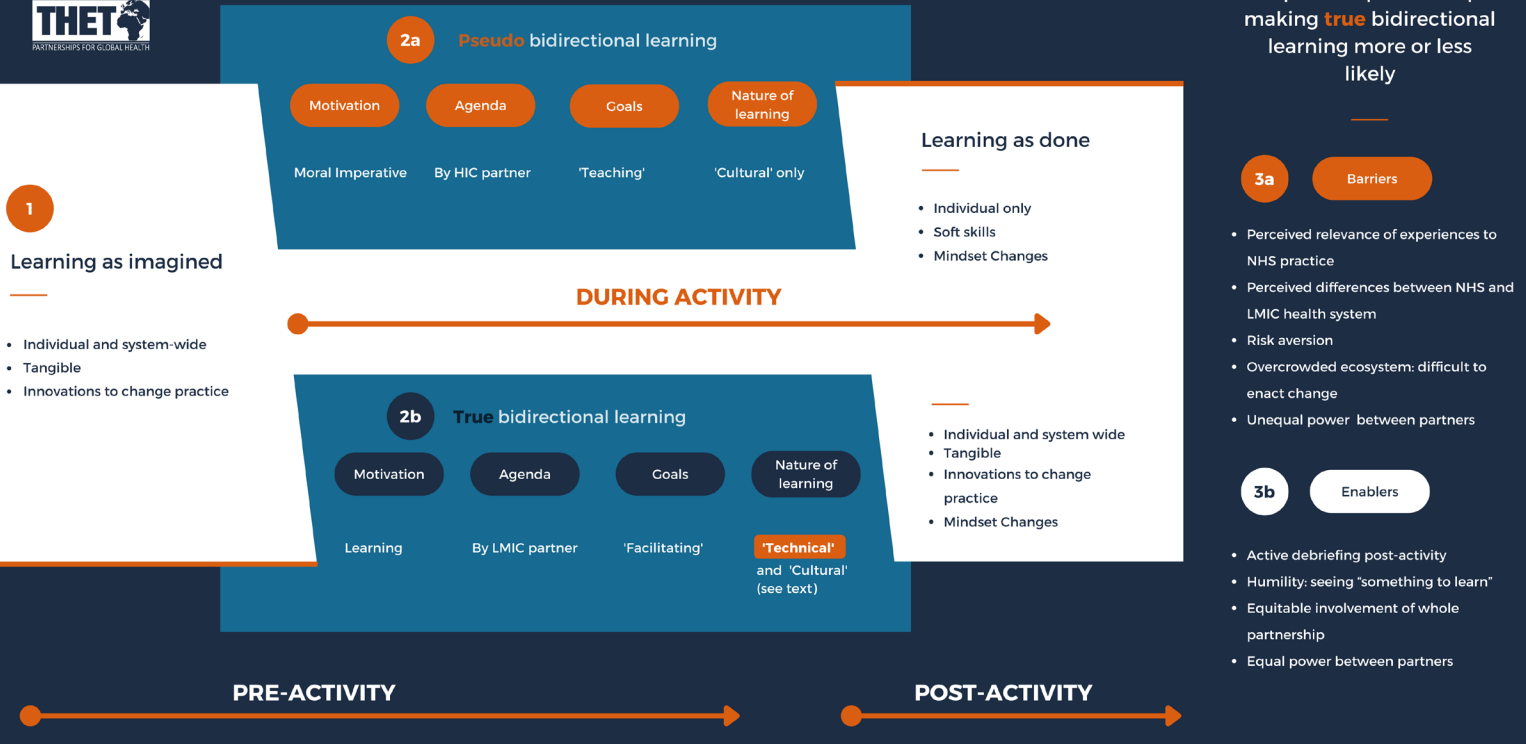 THET
PARTNERSHIPS FOR GLOBAL HEALTH
1
Learning as imagined
• Individual and system-wide
• Tangible
• Innovations to change practice
2a
Pseudo bidirectional learning
Motivation
Agenda
Goals
Nature of
learning
Moral Imperative
By HIC partner
'Teaching'
'Cultural' only
DURING ACTIVITY
2b
True bidirectional learning
Motivation
Agenda
Goals
Nature of
learning
Learning
By LMIC partner
'Facilitating'
'Technical'
and 'Cultural'
(see text)
Learning as done
• Individual only
• Soft skills
• Mindset Changes
• Individual and system wide
• Tangible
• Innovations to change
practice
• Mindset Changes
making true bidirectional
learning more or less
likely
3a
Barriers
• Perceived relevance of experiences to
NHS practice
• Perceived differences between NHS and
LMIC health system
• Risk aversion
• Overcrowded ecosystem: difficult to
enact change
• Unequal power between partners
3b
Enablers
• Active debriefing post-activity
• Humility: seeing “something to learn”
• Equitable involvement of whole
partnership
• Equal power between partners
PRE-ACTIVITY
POST-ACTIVITY